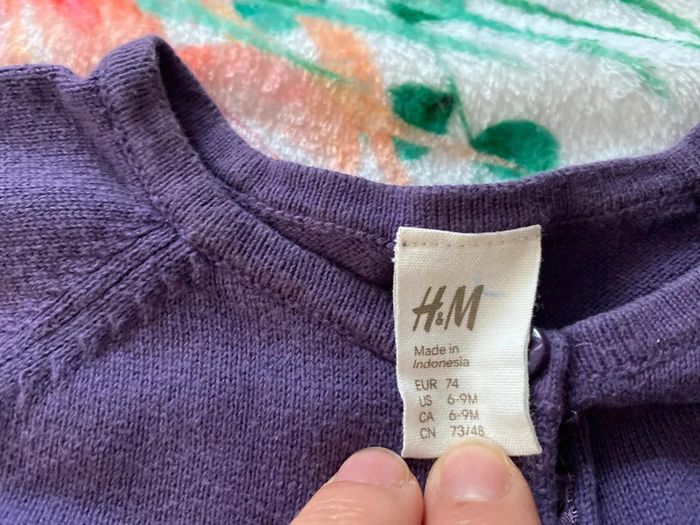 H&M
Made in
Indonesia
EUR 74
US 6-9M
CA 6-9M
CN 73/48